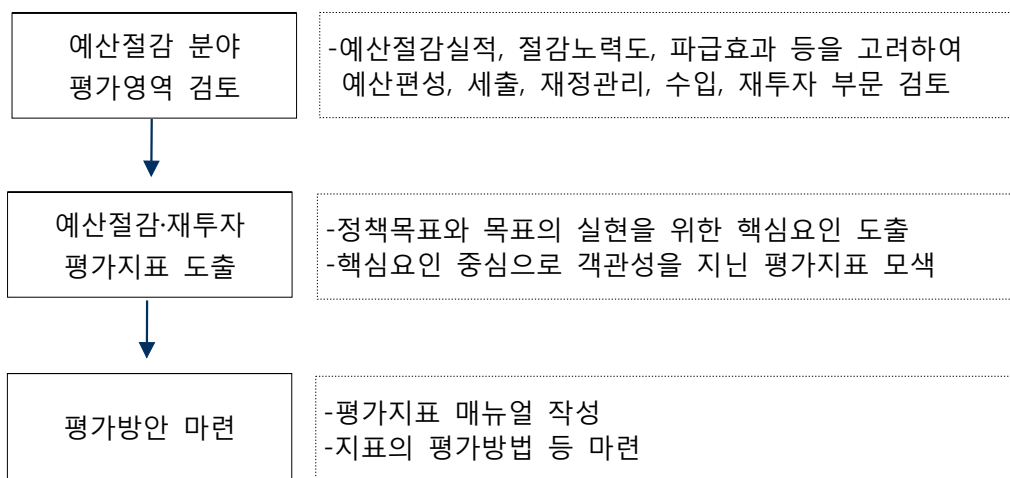 예산절감 분야
평가영역 검토
-예산절감실적, 절감노력도, 파급효과 등을 고려하여
예산편성, 세출, 재정관리, 수입, 재투자 부문 검토
예산절감·재투자
평가지표 도출
-정책목표와 목표의 실현을 위한 핵심요인 도출
-핵심요인 중심으로 객관성을 지닌 평가지표 모색
평가방안 마련
-평가지표 매뉴얼 작성
-지표의 평가방법 등 마련